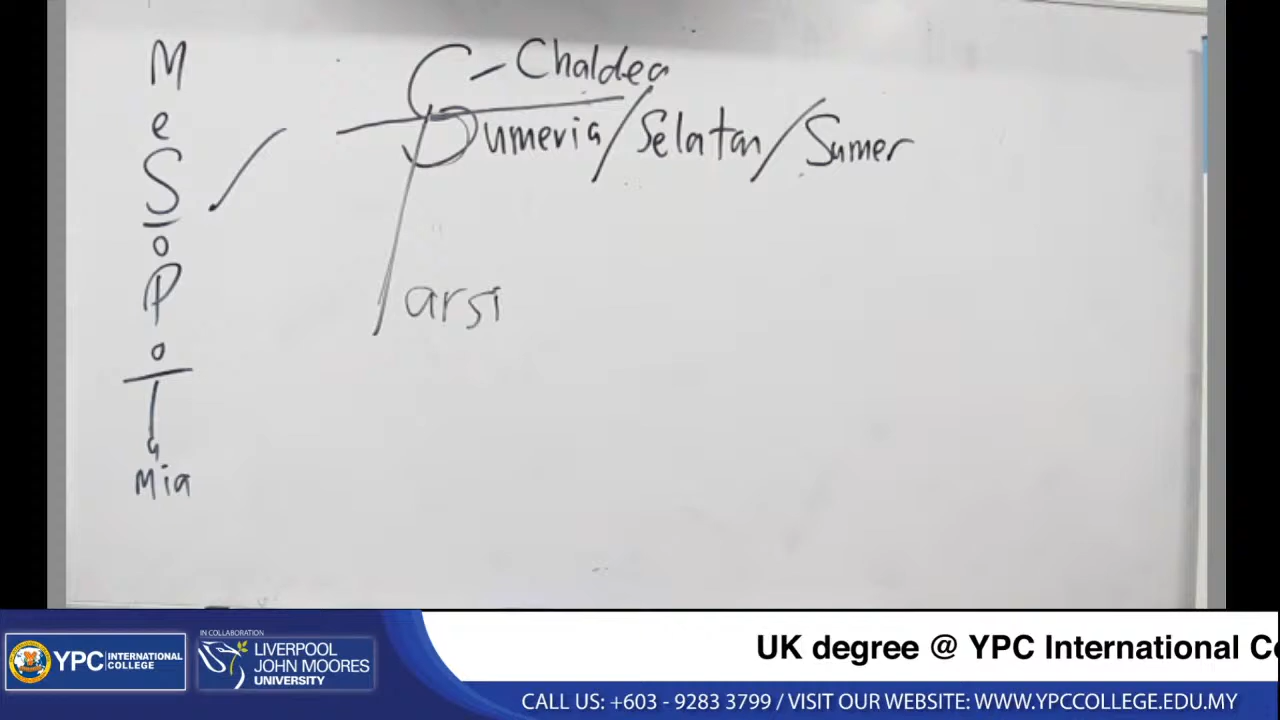 M
e
S
o
P
o
T
a
Mia
C - Chaldea
Sumeria / Selatan / Sumer
Parsi
YPC INTERNATIONAL COLLEGE
IN COLLABORATION
LIVERPOOL
JOHN MOORES
UNIVERSITY
UK degree @ YPC International Co
CALL US: +603 - 9283 3799 / VISIT OUR WEBSITE: WWW.YPCCOLLEGE.EDU.MY